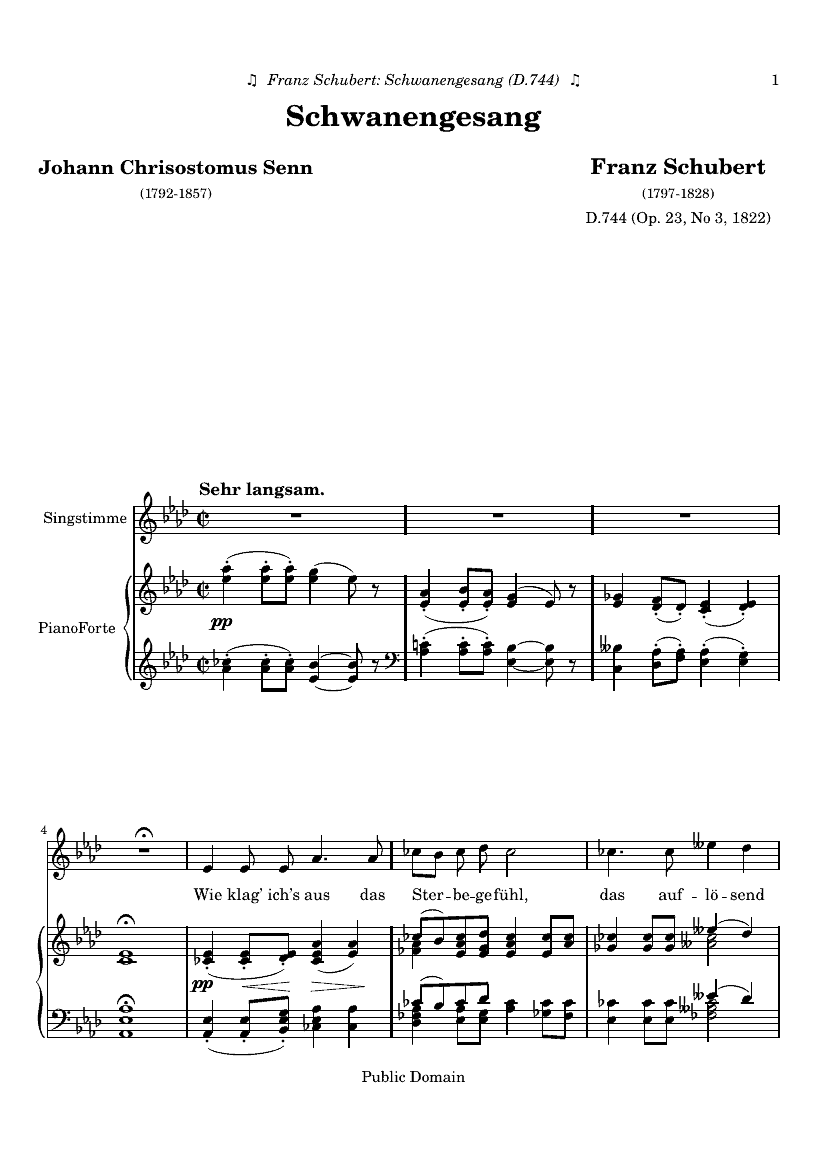 ♫ Franz Schubert: Schwanengesang (D.744) ♫ 1
Schwanengesang
Johann Chrisostomus Senn
(1792-1857)
Franz Schubert
(1797-1828)
D.744 (Op. 23, No 3, 1822)
Sehr langsam.
Singstimme
pp
PianoForte
4
Wie klag' ich's aus das Ster-be-gefühl, das auf-lö-send
pp
Public Domain